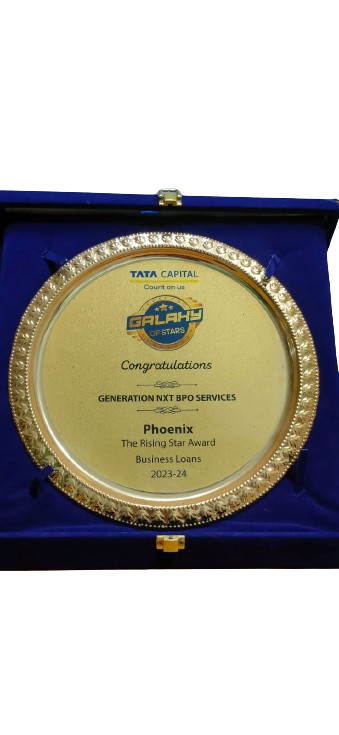 TATA CAPITAL
Count on us
GALAXY
OF STARS
Congratulations
GENERATION NXT BPO SERVICES
Phoenix
The Rising Star Award
Business Loans
2023-24